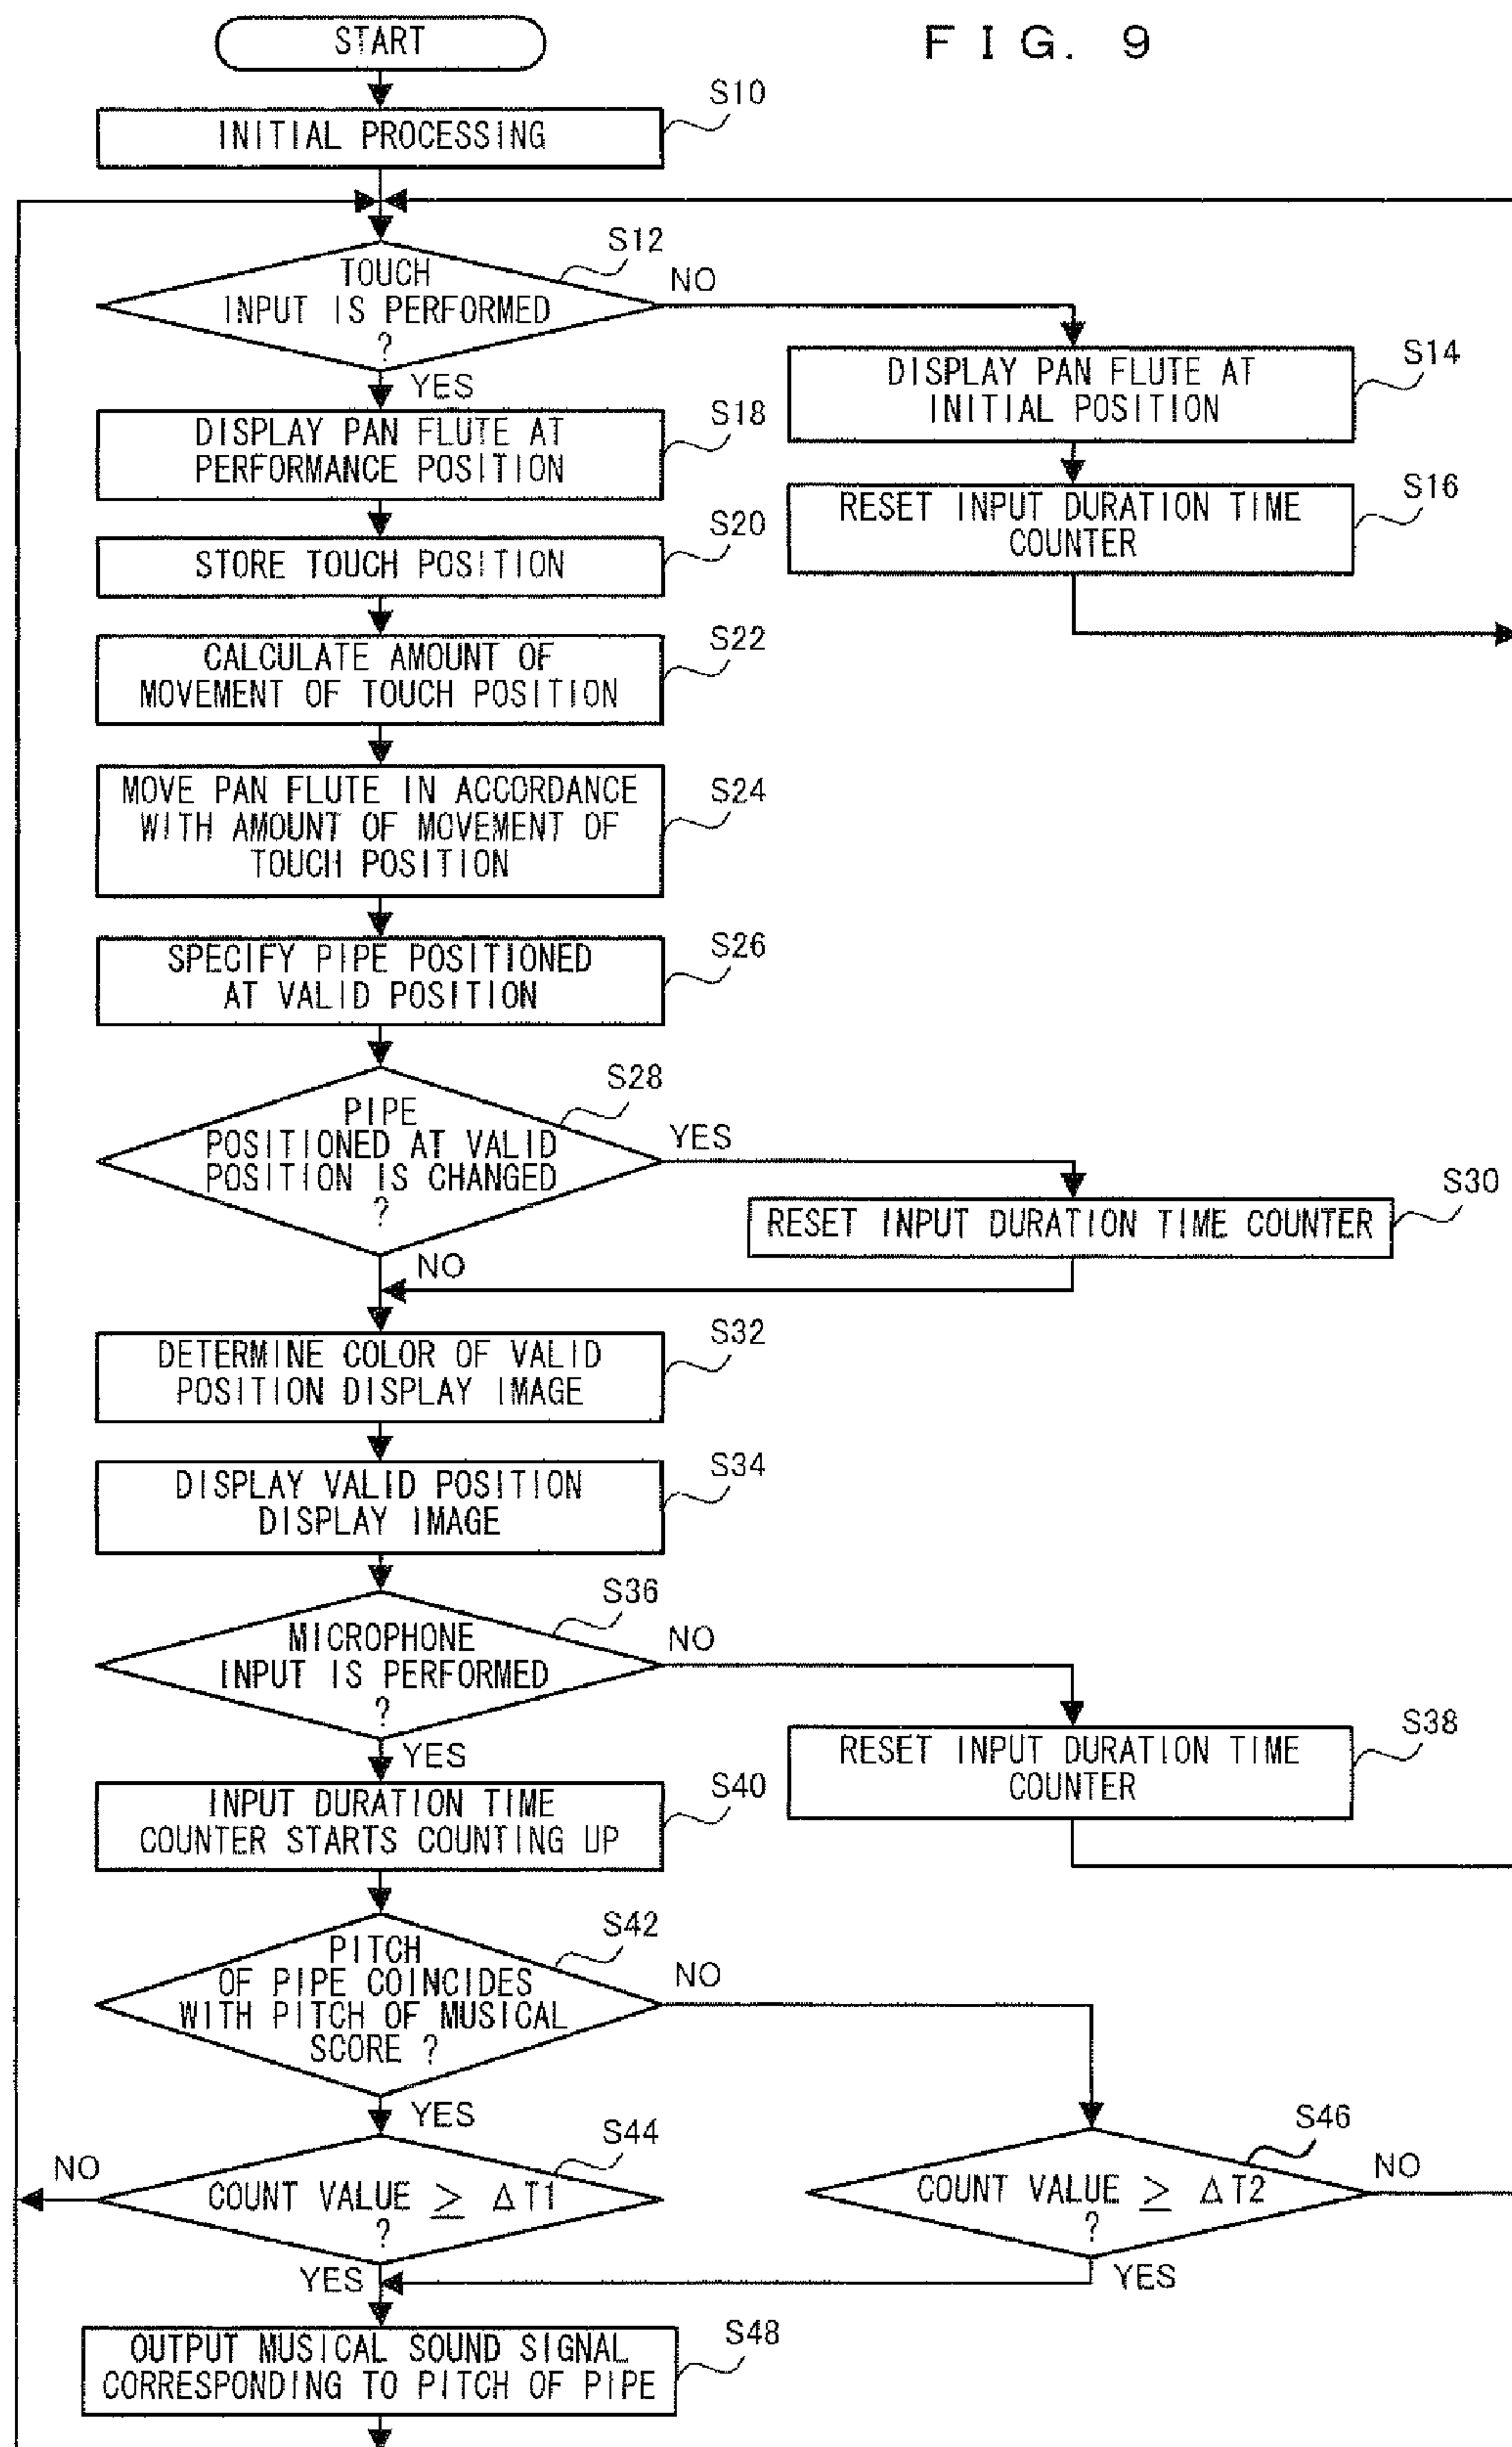 START
F I G. 9
S10
INITIAL PROCESSING
S12
TOUCH
INPUT IS PERFORMED
?
NO
YES
S14
DISPLAY PAN FLUTE AT
INITIAL POSITION
S18
DISPLAY PAN FLUTE AT
PERFORMANCE POSITION
S16
RESET INPUT DURATION TIME
COUNTER
S20
STORE TOUCH POSITION
S22
CALCULATE AMOUNT OF
MOVEMENT OF TOUCH POSITION
S24
MOVE PAN FLUTE IN ACCORDANCE
WITH AMOUNT OF MOVEMENT OF
TOUCH POSITION
S26
SPECIFY PIPE POSITIONED
AT VALID POSITION
S28
PIPE
POSITIONED AT VALID
POSITION IS CHANGED
?
YES
S30
RESET INPUT DURATION TIME COUNTER
NO
S32
DETERMINE COLOR OF VALID
POSITION DISPLAY IMAGE
S34
DISPLAY VALID POSITION
DISPLAY IMAGE
S36
MICROPHONE
INPUT IS PERFORMED
?
NO
YES
S38
RESET INPUT DURATION TIME
COUNTER
S40
INPUT DURATION TIME
COUNTER STARTS COUNTING UP
S42
PITCH
OF PIPE COINCIDES
WITH PITCH OF MUSICAL
SCORE ?
NO
YES
S44
NO
COUNT VALUE ≥ ΔT1
?
YES
S46
COUNT VALUE ≥ ΔT2
?
NO
YES
S48
OUTPUT MUSICAL SOUND SIGNAL
CORRESPONDING TO PITCH OF PIPE